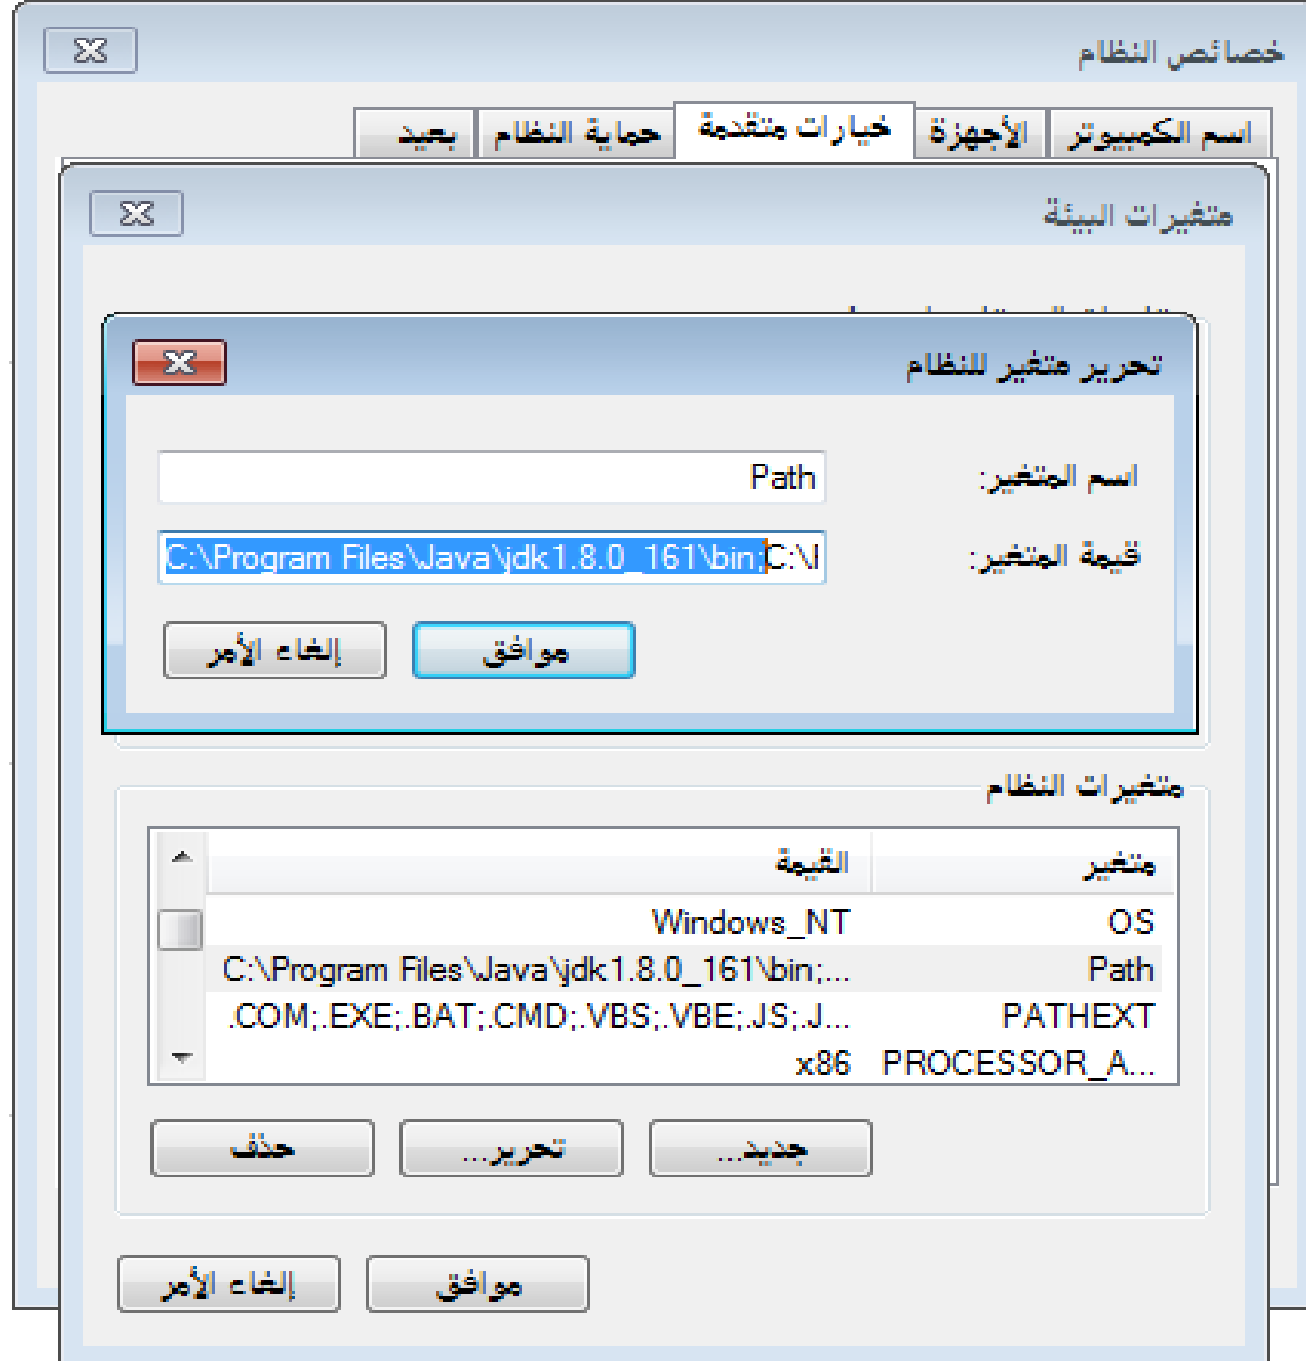 خصائص النظام
اسم الكمبيوتر الأجهزة خيارات متقدمة حماية النظام بعيد
متغيرات البيئة
تحرير متغير للنظام
اسم المتغير: Path
قيمة المتغير: C:\Program Files\Java\jdk1.8.0_161\bin;C:\
موافق إلغاء الأمر
متغيرات النظام
متغير القيمة
OS Windows_NT
Path C:\Program Files\Java\jdk1.8.0_161\bin;...
PATHEXT .COM;.EXE;.BAT;.CMD;.VBS;.VBE;.JS;.J...
PROCESSOR_A... x86
جديد... تحرير... حذف
موافق إلغاء الأمر